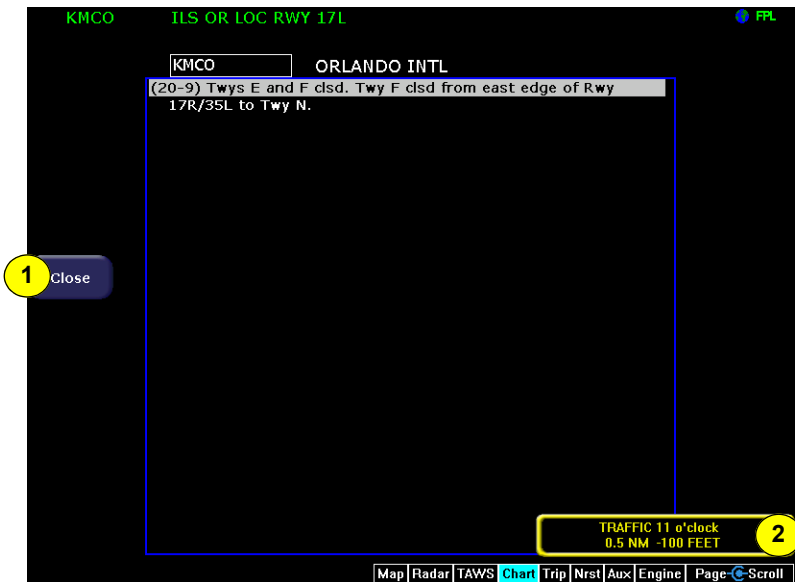 KMCO ILS OR LOC RWY 17L FPL
KMCO ORLANDO INTL
(20-9) Twys E and F clsd. Twy F clsd from east edge of Rwy
17R/35L to Twy N.
1 Close
TRAFFIC 11 o'clock
0.5 NM -100 FEET
2
Map Radar TAWS Chart Trip Nrst Aux Engine Page Scroll